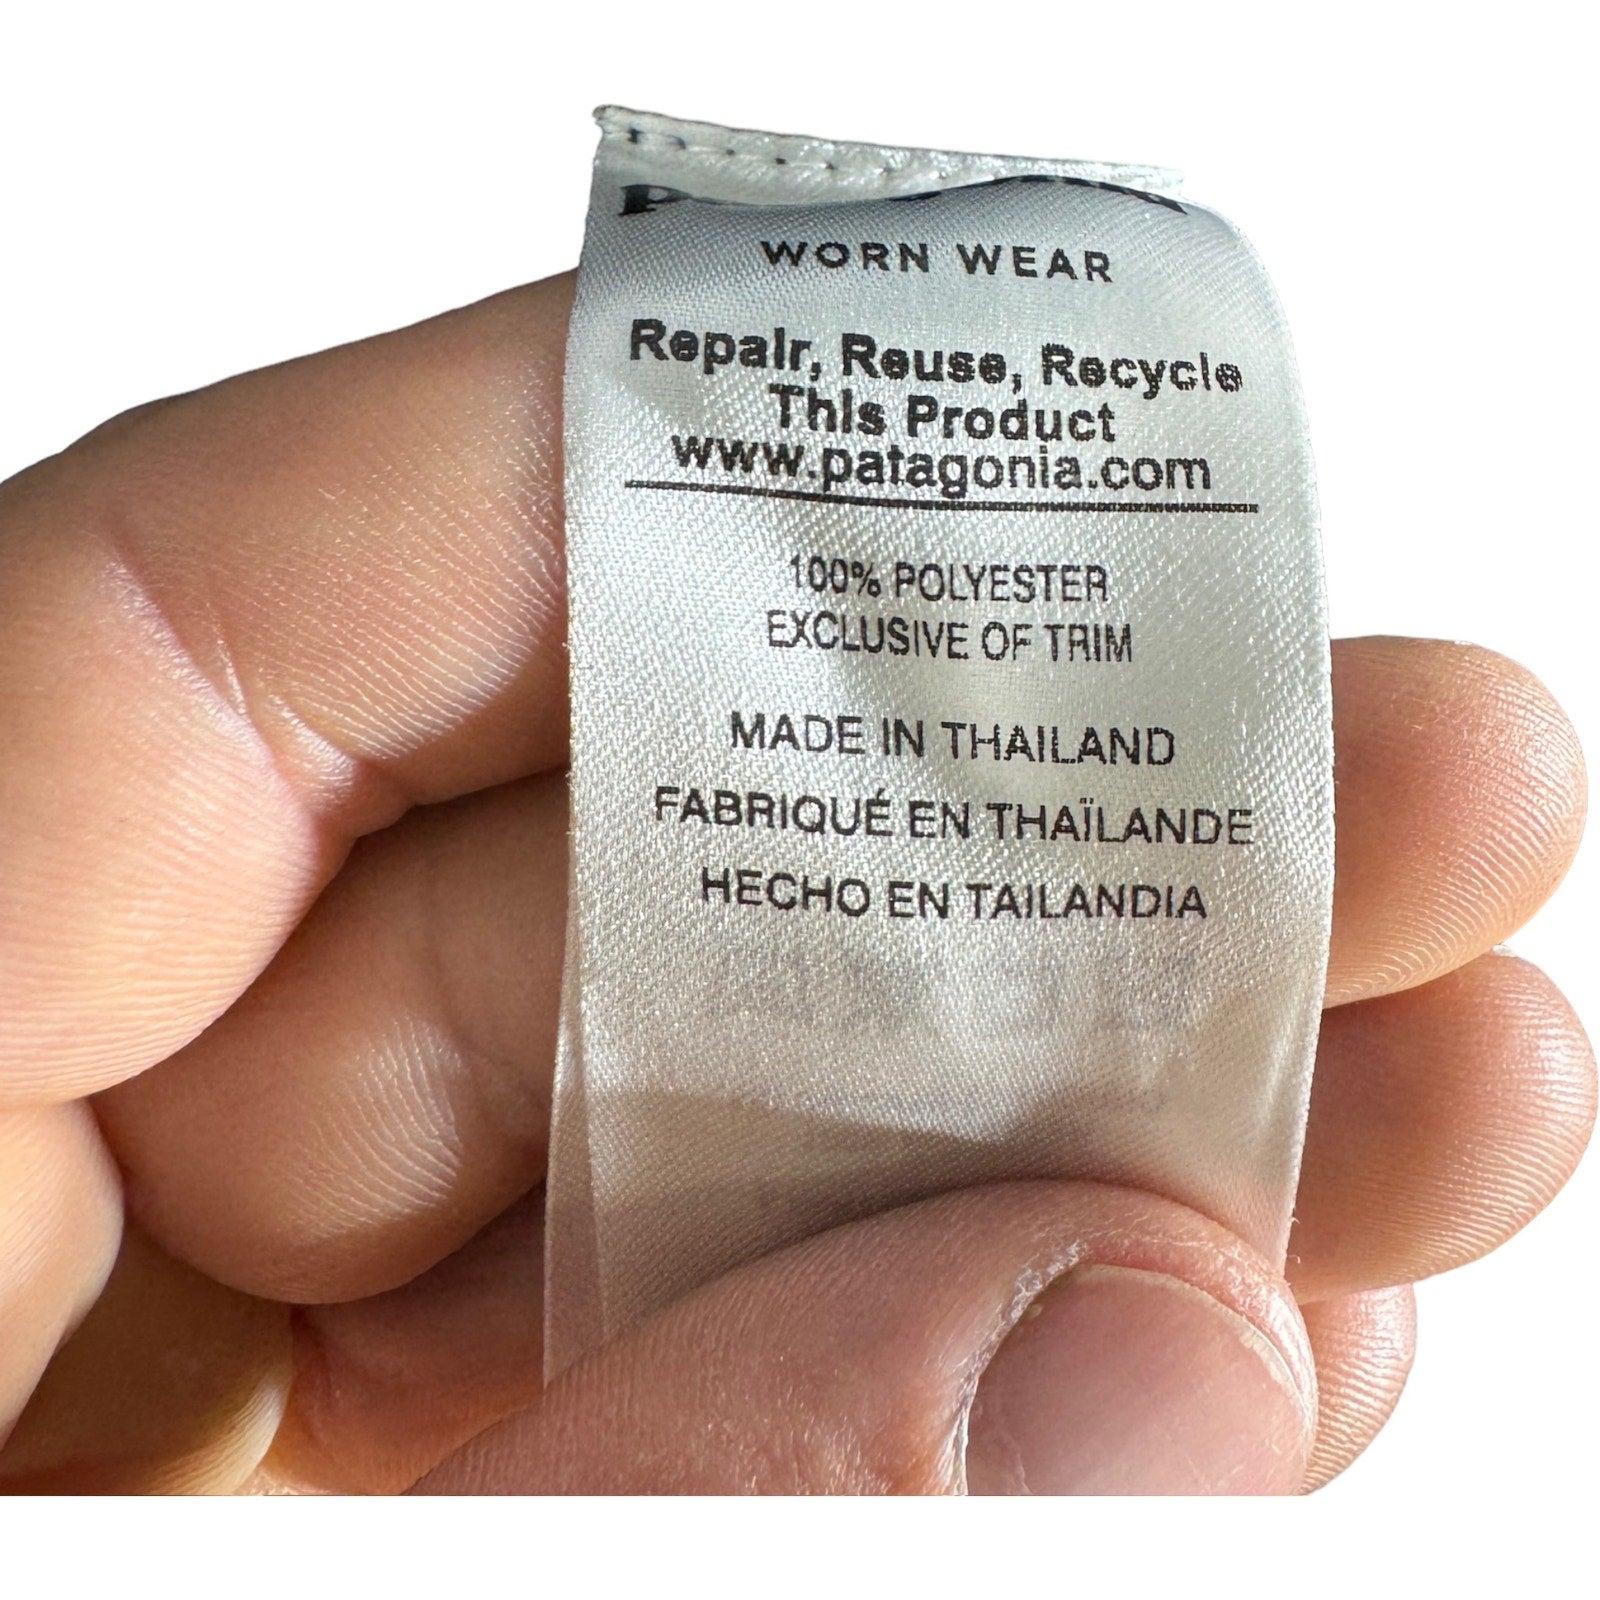 WORN WEAR
Repair, Reuse, Recycle
This Product
www.patagonia.com
100% POLYESTER
EXCLUSIVE OF TRIM
MADE IN THAILAND
FABRIQUÉ EN THAÏLANDE
HECHO EN TAILANDIA